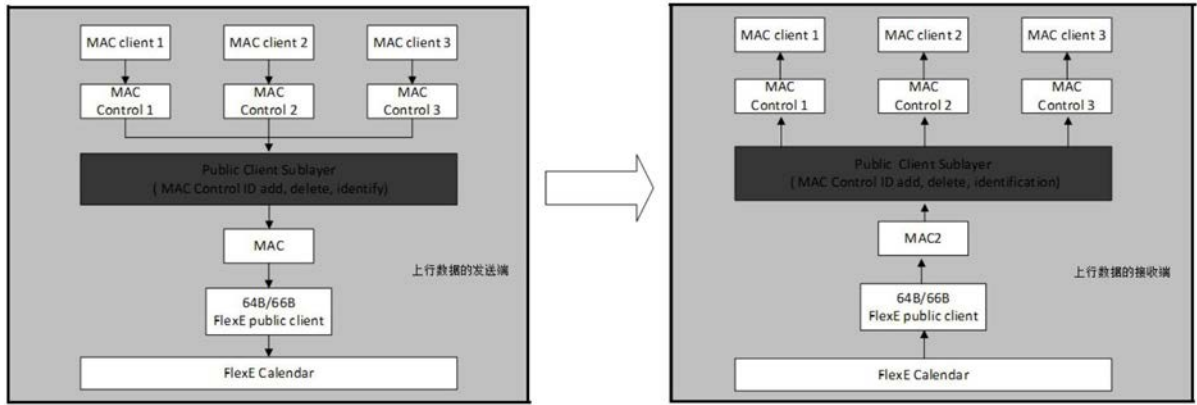 MAC client 1
MAC client 2
MAC client 3
MAC
Control 1
MAC
Control 2
MAC
Control 3
Public Client Sublayer
( MAC Control ID add, delete, identify)
MAC
上行数据的发送端
64B/66B
FlexE public client
FlexE Calendar
MAC client 1
MAC client 2
MAC client 3
MAC
Control 1
MAC
Control 2
MAC
Control 3
Public Client Sublayer
( MAC Control ID add, delete, identification)
MAC2
上行数据的接收端
64B/66B
FlexE public client
FlexE Calendar